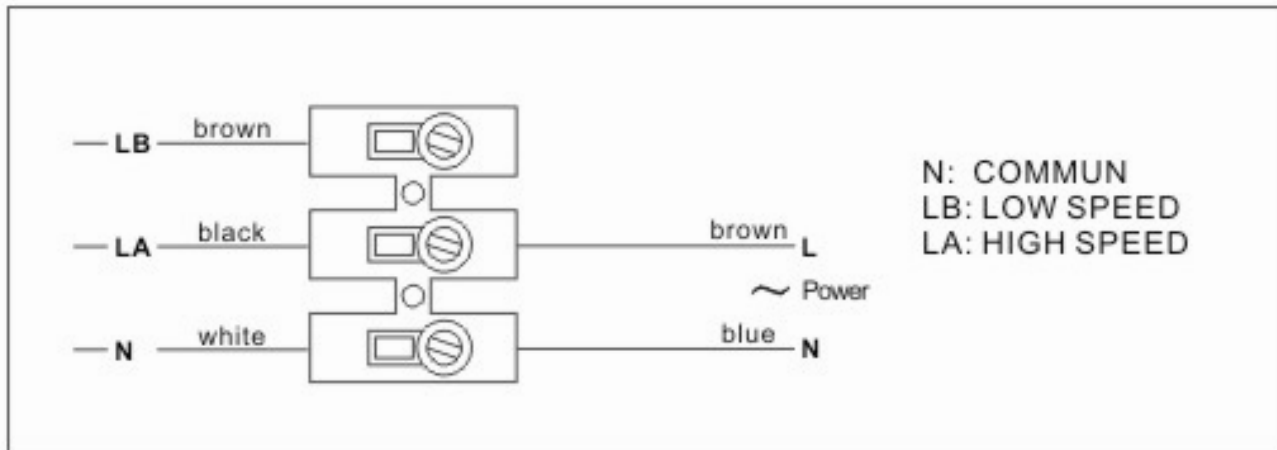 LB brown
LA black brown L
~ Power
N white blue N
N: COMMUN
LB: LOW SPEED
LA: HIGH SPEED